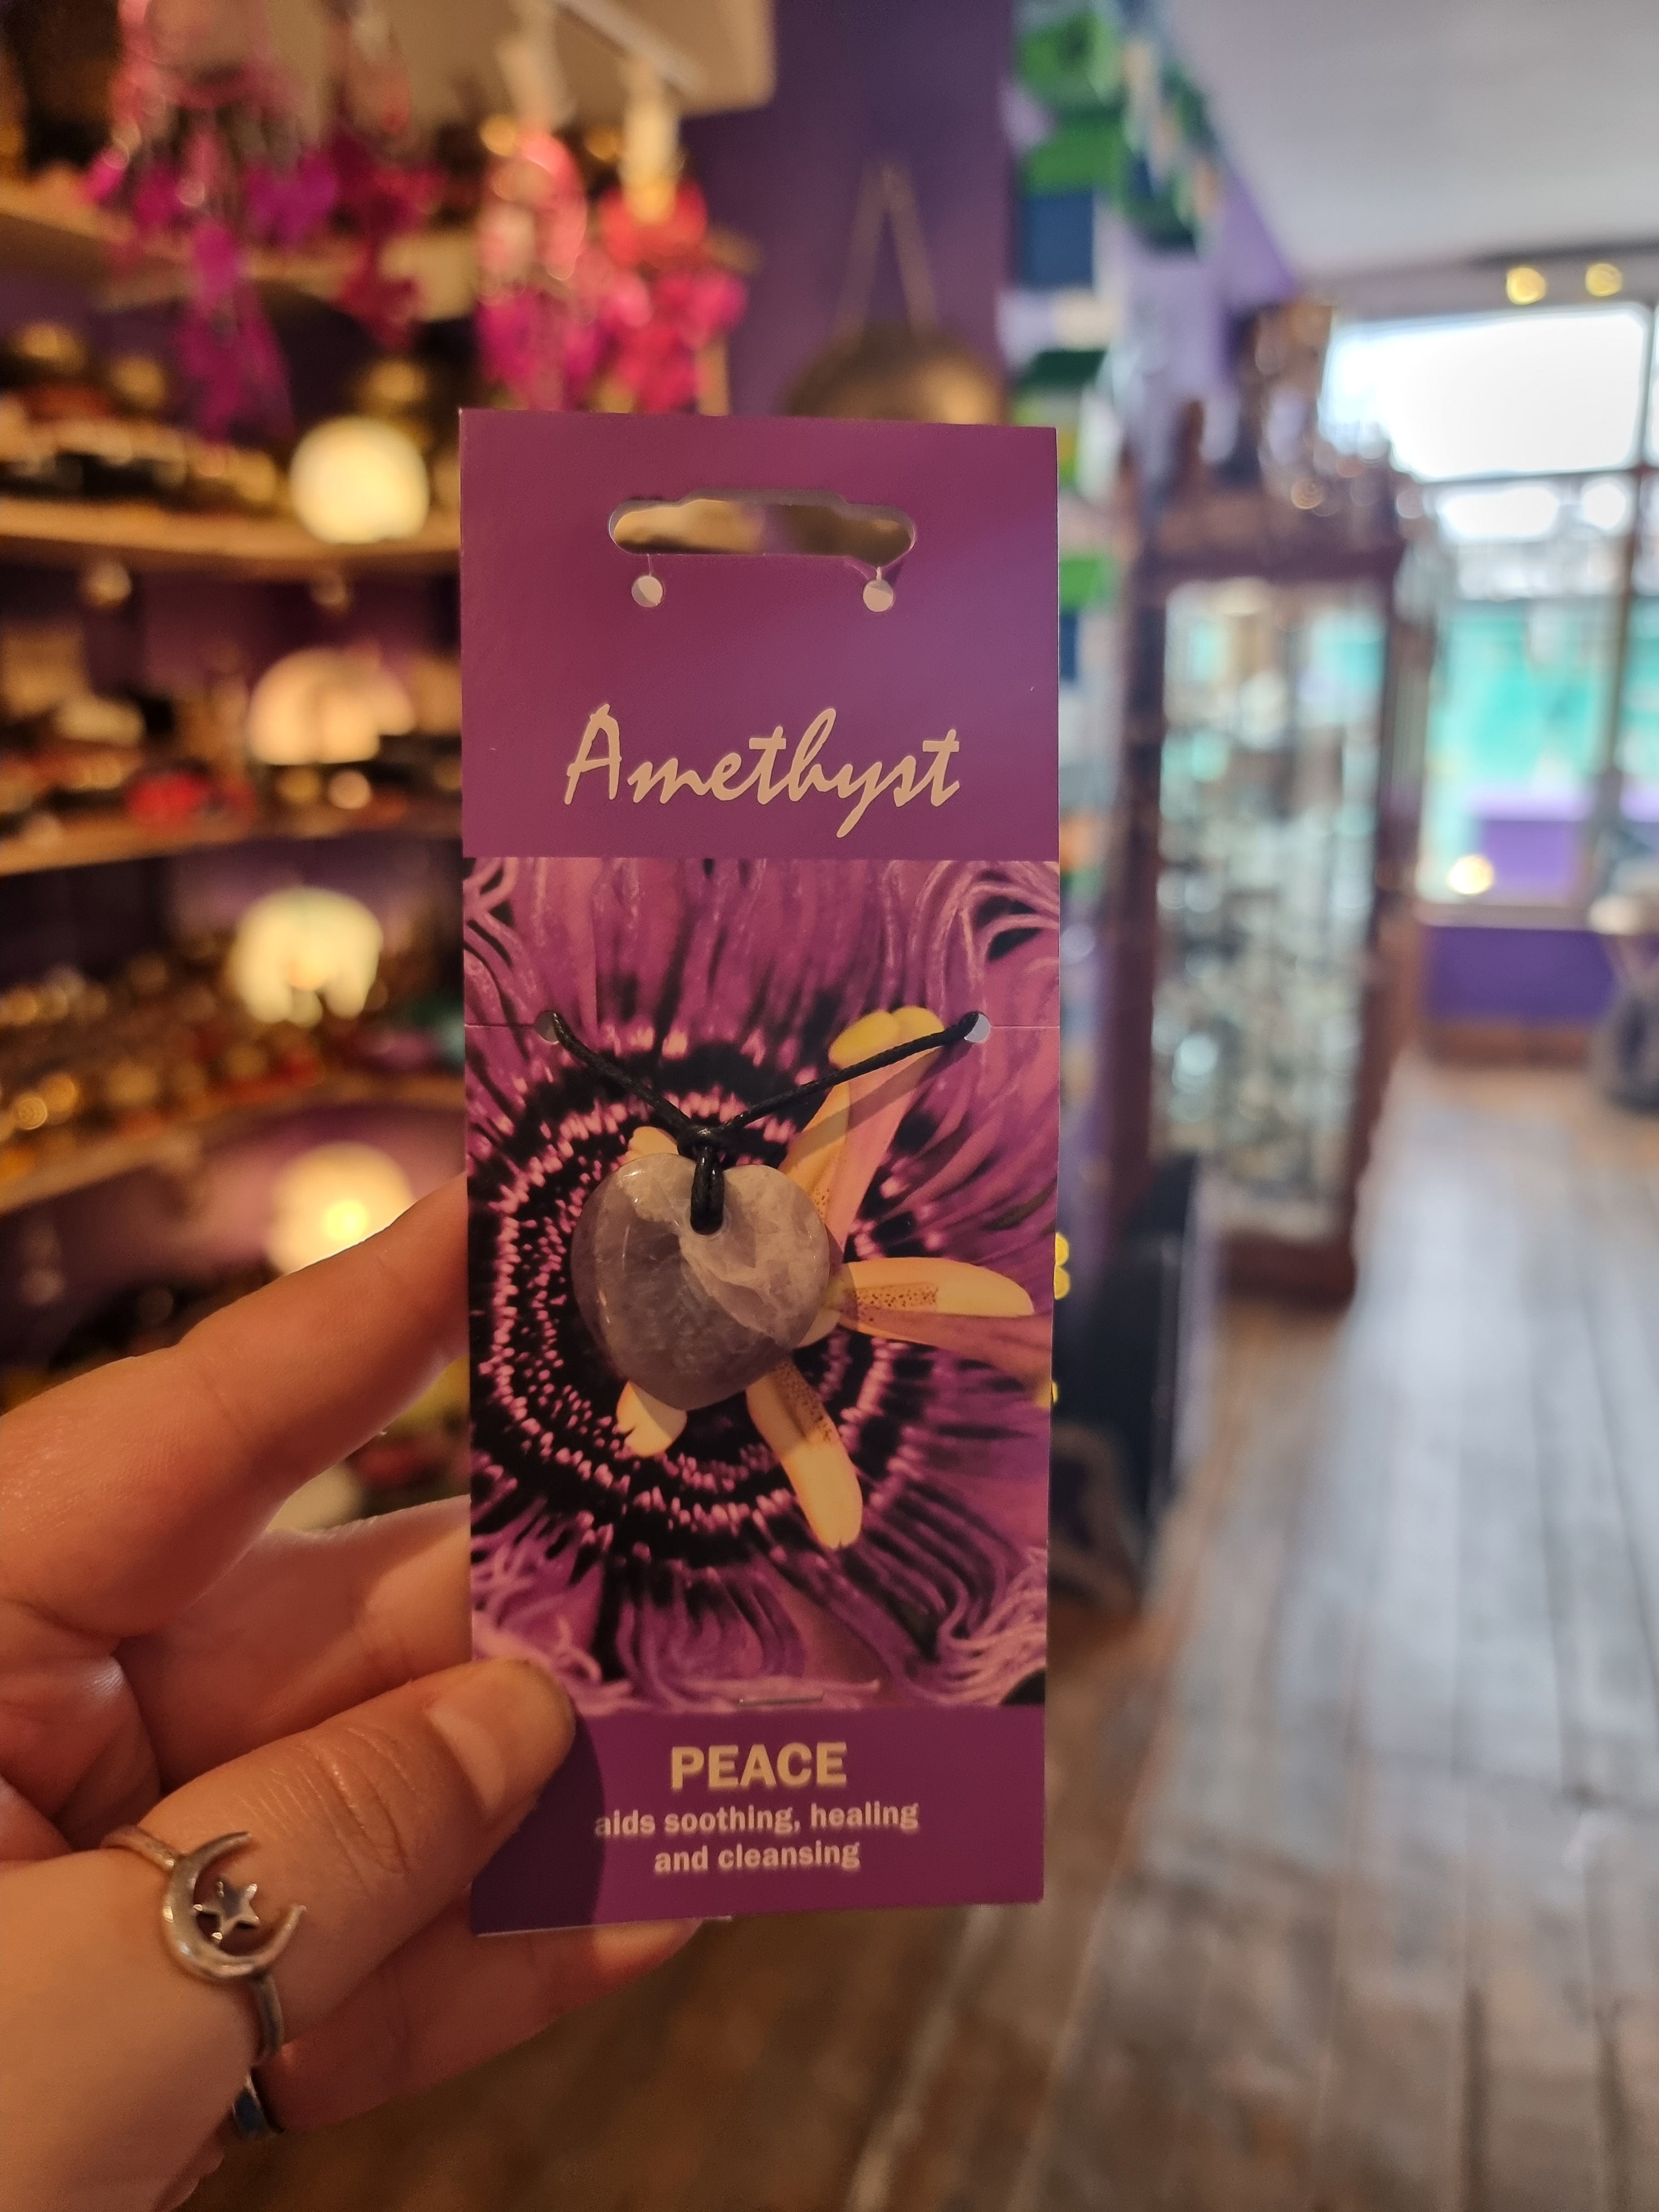 Amethyst
PEACE
aids soothing, healing
and cleansing